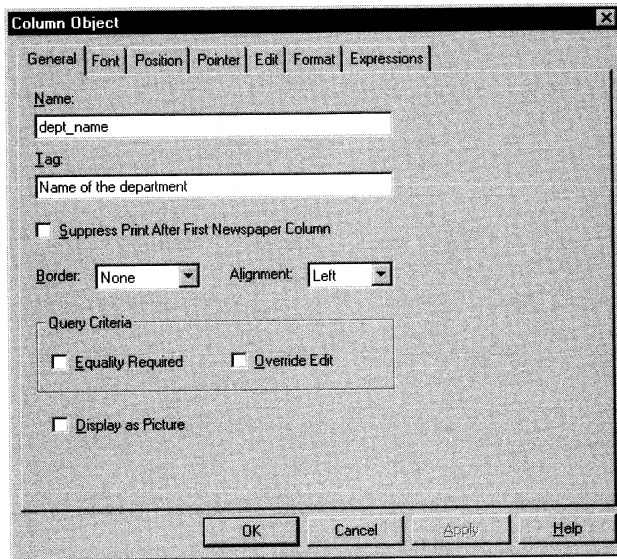 Column Object
General Font Position Pointer Edit Format Expressions
Name:
dept_name
Tag:
Name of the department
Suppress Print After First Newspaper Column
Border: None Alignment: Left
Query Criteria
Equality Required Override Edit
Display as Picture
OK Cancel Apply Help